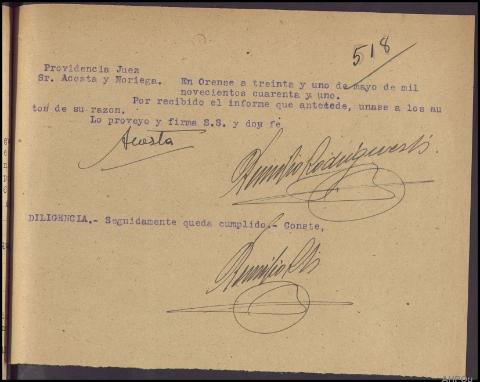 518
Providencia Juez
Sr. Acosta y Noriega. En Orense a treinta y uno de mayo de mil
novecientos cuarenta y uno.
Por recibido el informe que antecede, unase a los au
tos de su razon.
Lo proveyo y firma S.S. y doy fe
Acosta
DILIGENCIA.- Seguidamente queda cumplido.- Conste,